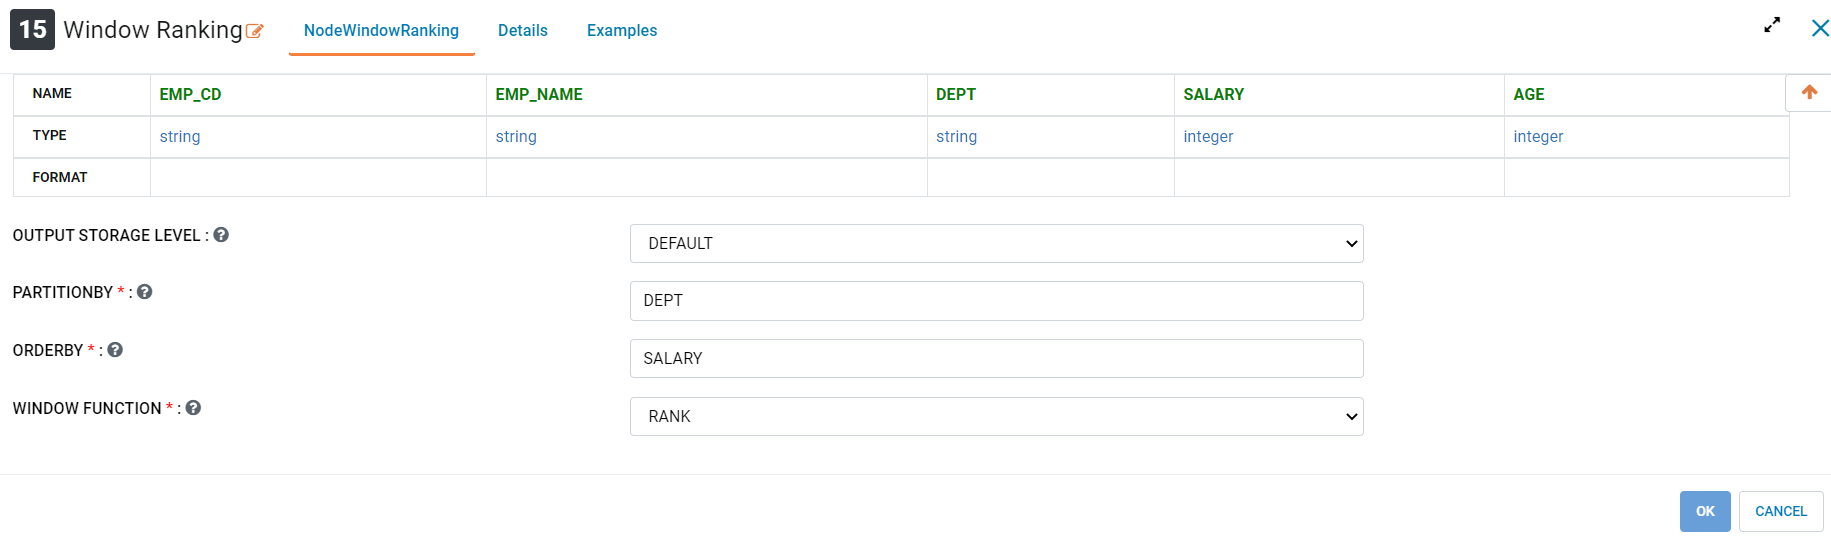 15 Window Ranking NodeWindowRanking Details Examples
NAME EMP_CD EMP_NAME DEPT SALARY AGE
TYPE string string string integer integer
FORMAT
OUTPUT STORAGE LEVEL : DEFAULT
PARTITIONBY * : DEPT
ORDERBY * : SALARY
WINDOW FUNCTION * : RANK
OK CANCEL